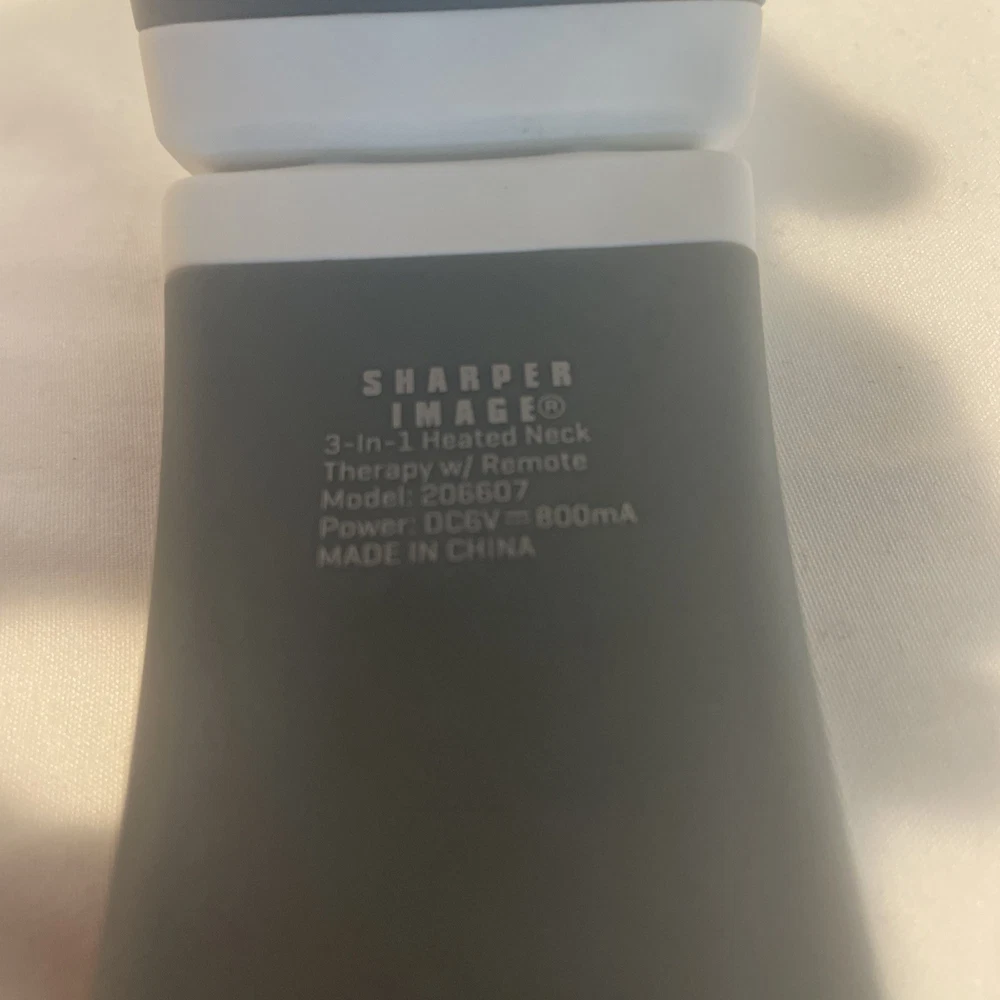 SHARPER
IMAGE®
3-In-1 Heated Neck
Therapy w/ Remote
Model: 206607
Power: DC6V⎓800mA
MADE IN CHINA